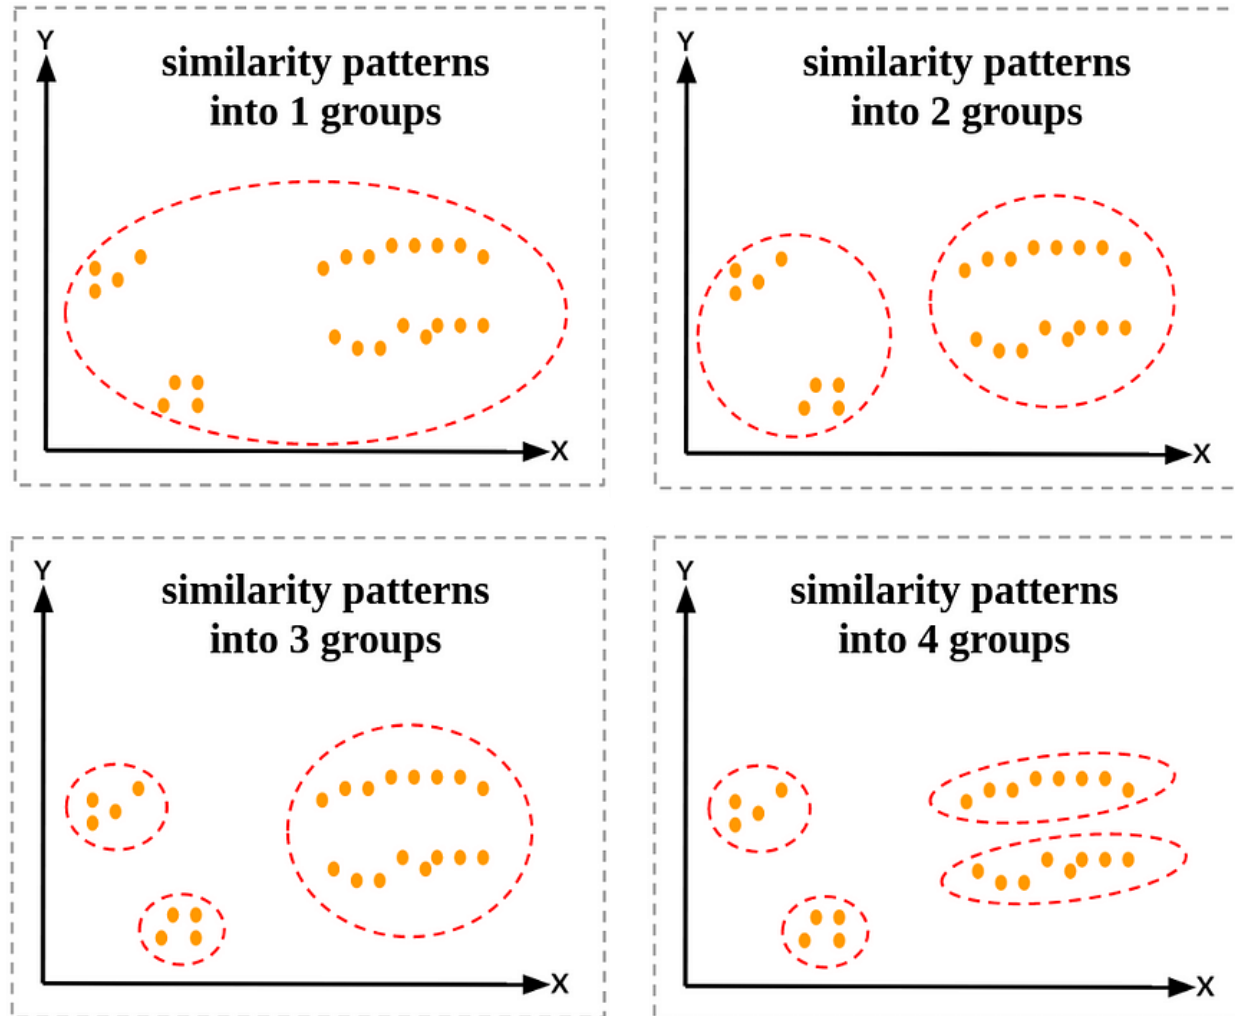 Y
similarity patterns
into 1 groups
X
Y
similarity patterns
into 2 groups
X
Y
similarity patterns
into 3 groups
X
Y
similarity patterns
into 4 groups
X